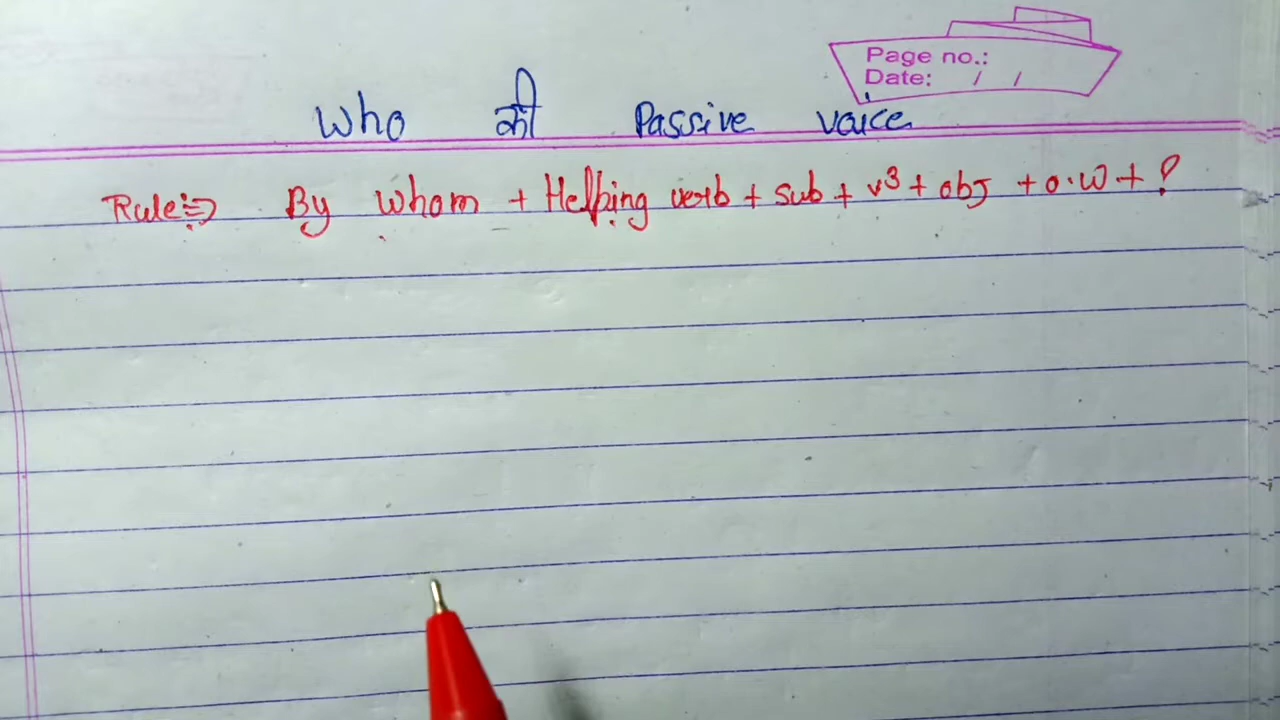 Page no.:
Date: / /
Who की Passive voice
Rule:⇒ By whom + Helping verb + sub + v³ + obj + o.w + ?